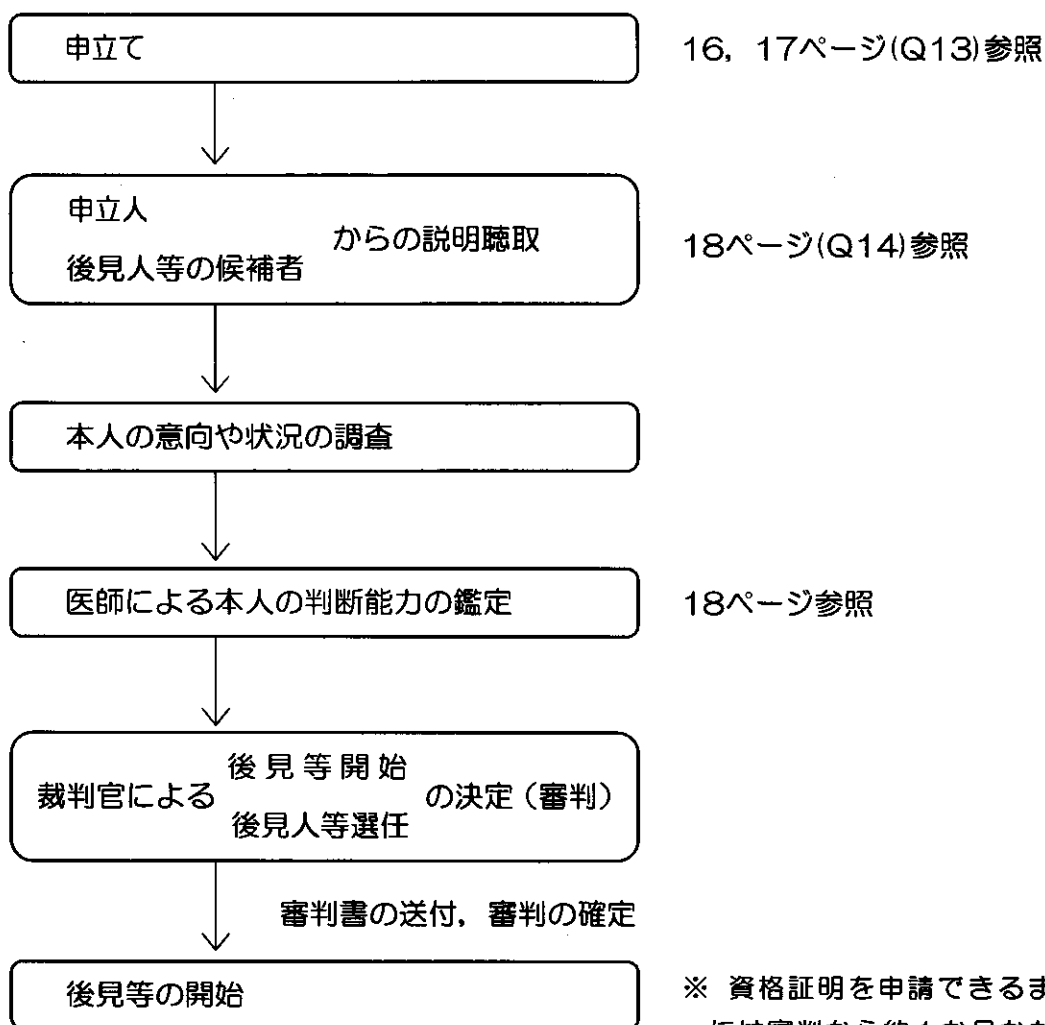 申立て 16，17ページ(Q13)参照
申立人
後見人等の候補者 からの説明聴取 18ページ(Q14)参照
本人の意向や状況の調査
医師による本人の判断能力の鑑定 18ページ参照
裁判官による 後見等開始 の決定（審判）
後見人等選任
審判書の送付，審判の確定
後見等の開始 ※ 資格証明を申請できるま